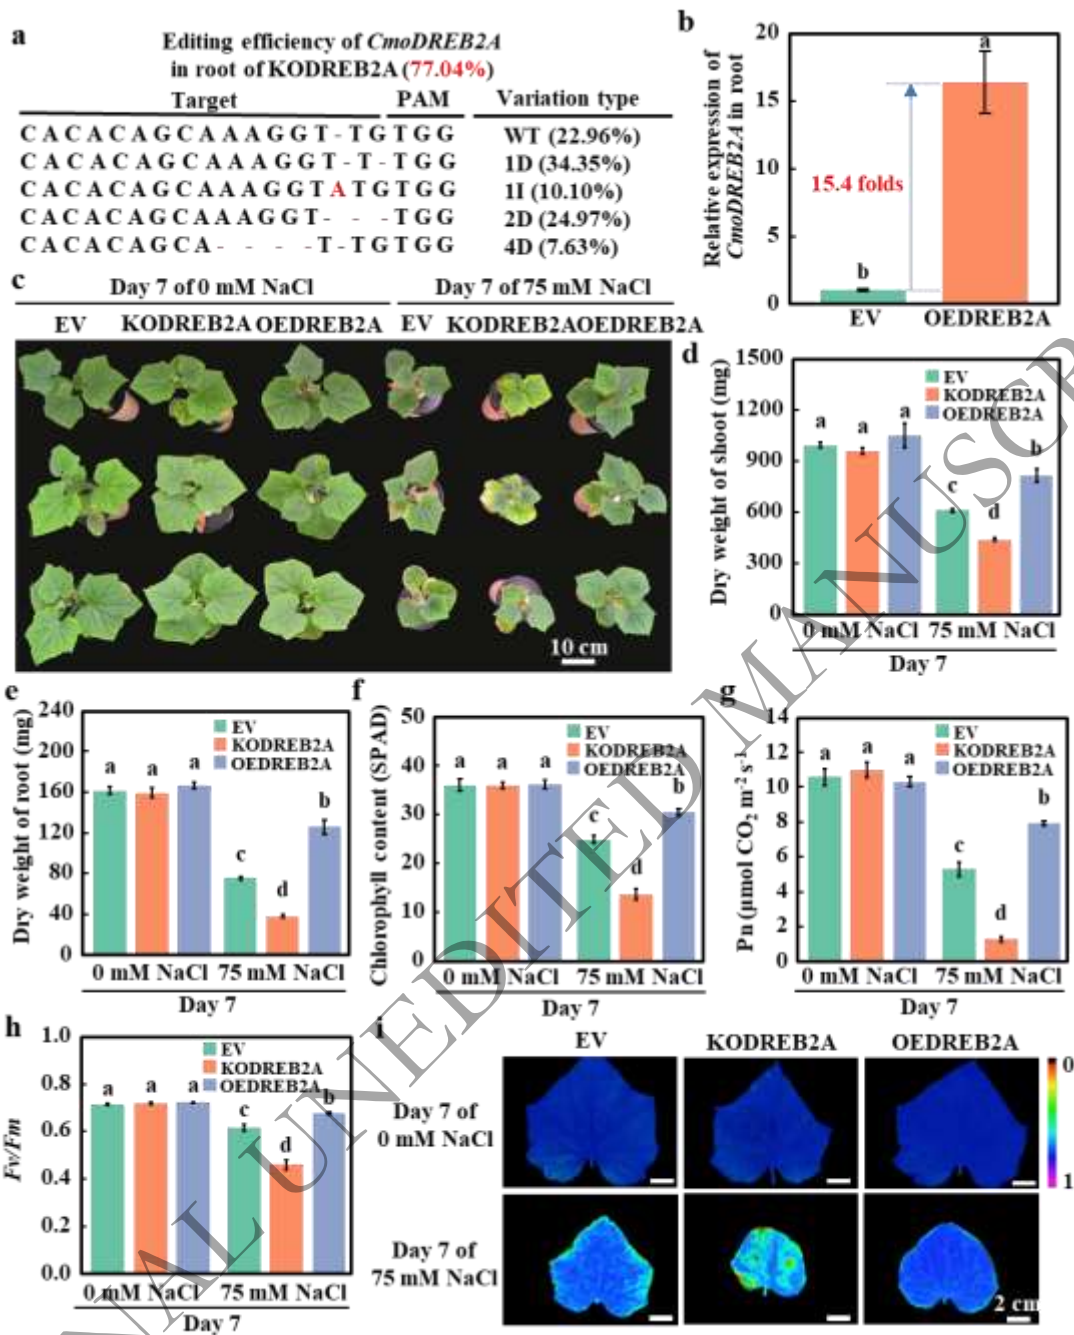 a
Editing efficiency of CmoDREB2A
in root of KODREB2A (77.04%)
Target PAM Variation type
CACACAGCAAAGGT-TGTGG WT (22.96%)
CACACAGCAAAGGT-T-TGG 1D (34.35%)
CACACAGCAAAGGTATGTGG 1I (10.10%)
CACACAGCAAAGGT---TGG 2D (24.97%)
CACACAGCA----T-TGTGG 4D (7.63%)
b
Relative expression of
CmoDREB2A in root
20
15
10
5
0
a
15.4 folds
b
EV OEDREB2A
c
Day 7 of 0 mM NaCl Day 7 of 75 mM NaCl
EV KODREB2A OEDREB2A EV KODREB2A OEDREB2A
10 cm
d
Dry weight of shoot (mg)
1500
1200
900
600
300
0
EV
KODREB2A
OEDREB2A
a a a c d b
0 mM NaCl 75 mM NaCl
Day 7
e
Dry weight of root (mg)
240
200
160
120
80
40
0
EV
KODREB2A
OEDREB2A
a a a c d b
0 mM NaCl 75 mM NaCl
Day 7
f
Chlorophyll content (SPAD)
50
40
30
20
10
0
EV
KODREB2A
OEDREB2A
a a a c d b
0 mM NaCl 75 mM NaCl
Day 7
g
Pn (μmol CO₂ m⁻² s⁻¹)
14
12
10
8
6
4
2
0
EV
KODREB2A
OEDREB2A
a a a c d b
0 mM NaCl 75 mM NaCl
Day 7
h
Fv/Fm
1.0
0.8
0.6
0.4
0.2
0.0
EV
KODREB2A
OEDREB2A
a a a c d b
0 mM NaCl 75 mM NaCl
Day 7
i
EV KODREB2A OEDREB2A
Day 7 of
0 mM NaCl
Day 7 of
75 mM NaCl
0
1
2 cm
NAL UNEDITED MANUSCR